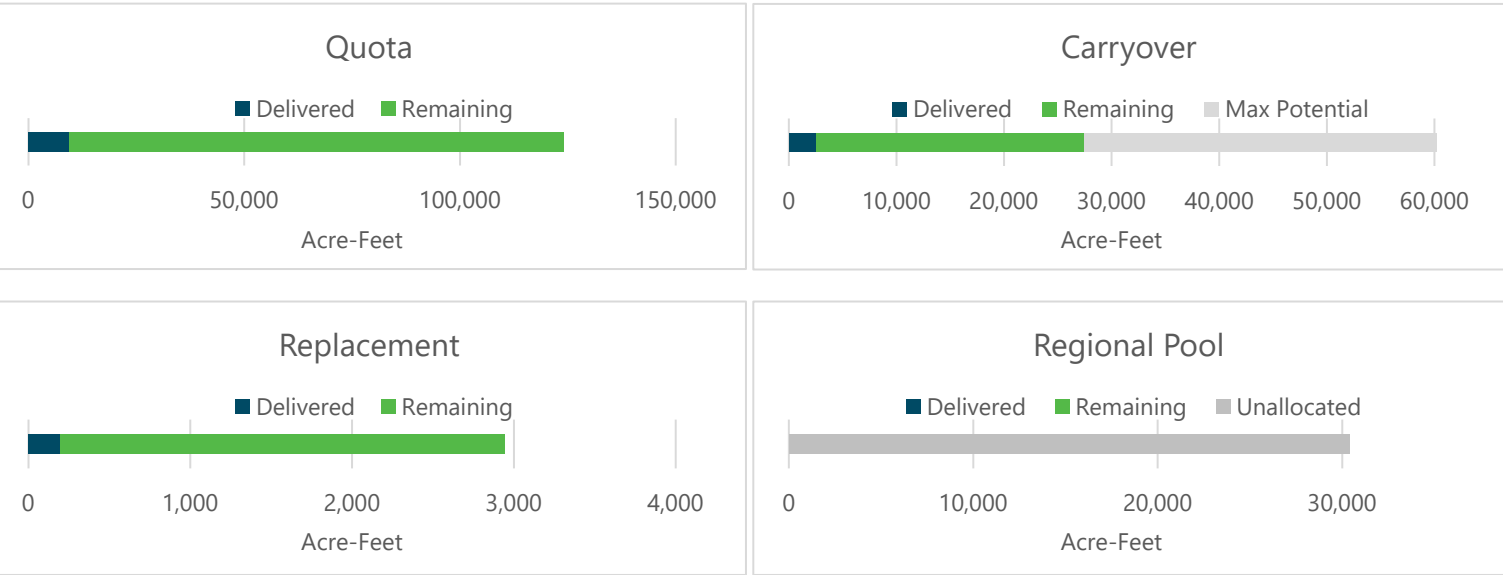 Quota
Delivered Remaining
0 50,000 100,000 150,000
Acre-Feet
Carryover
Delivered Remaining Max Potential
0 10,000 20,000 30,000 40,000 50,000 60,000
Acre-Feet
Replacement
Delivered Remaining
0 1,000 2,000 3,000 4,000
Acre-Feet
Regional Pool
Delivered Remaining Unallocated
0 10,000 20,000 30,000
Acre-Feet